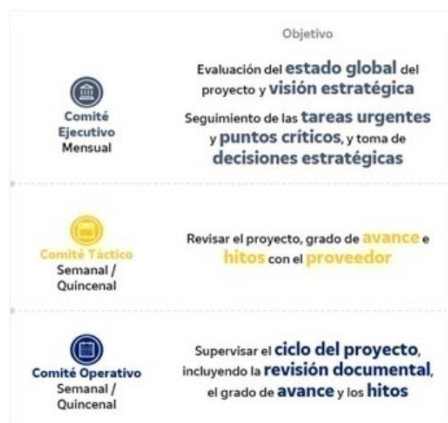 Objetivo
Comité
Ejecutivo
Mensual
Evaluación del estado global del
proyecto y visión estratégica
Seguimiento de las tareas urgentes
y puntos críticos, y toma de
decisiones estratégicas
Comité Táctico
Semanal /
Quincenal
Revisar el proyecto, grado de avance e
hitos con el proveedor
Comité Operativo
Semanal /
Quincenal
Supervisar el ciclo del proyecto,
incluyendo la revisión documental,
el grado de avance y los hitos